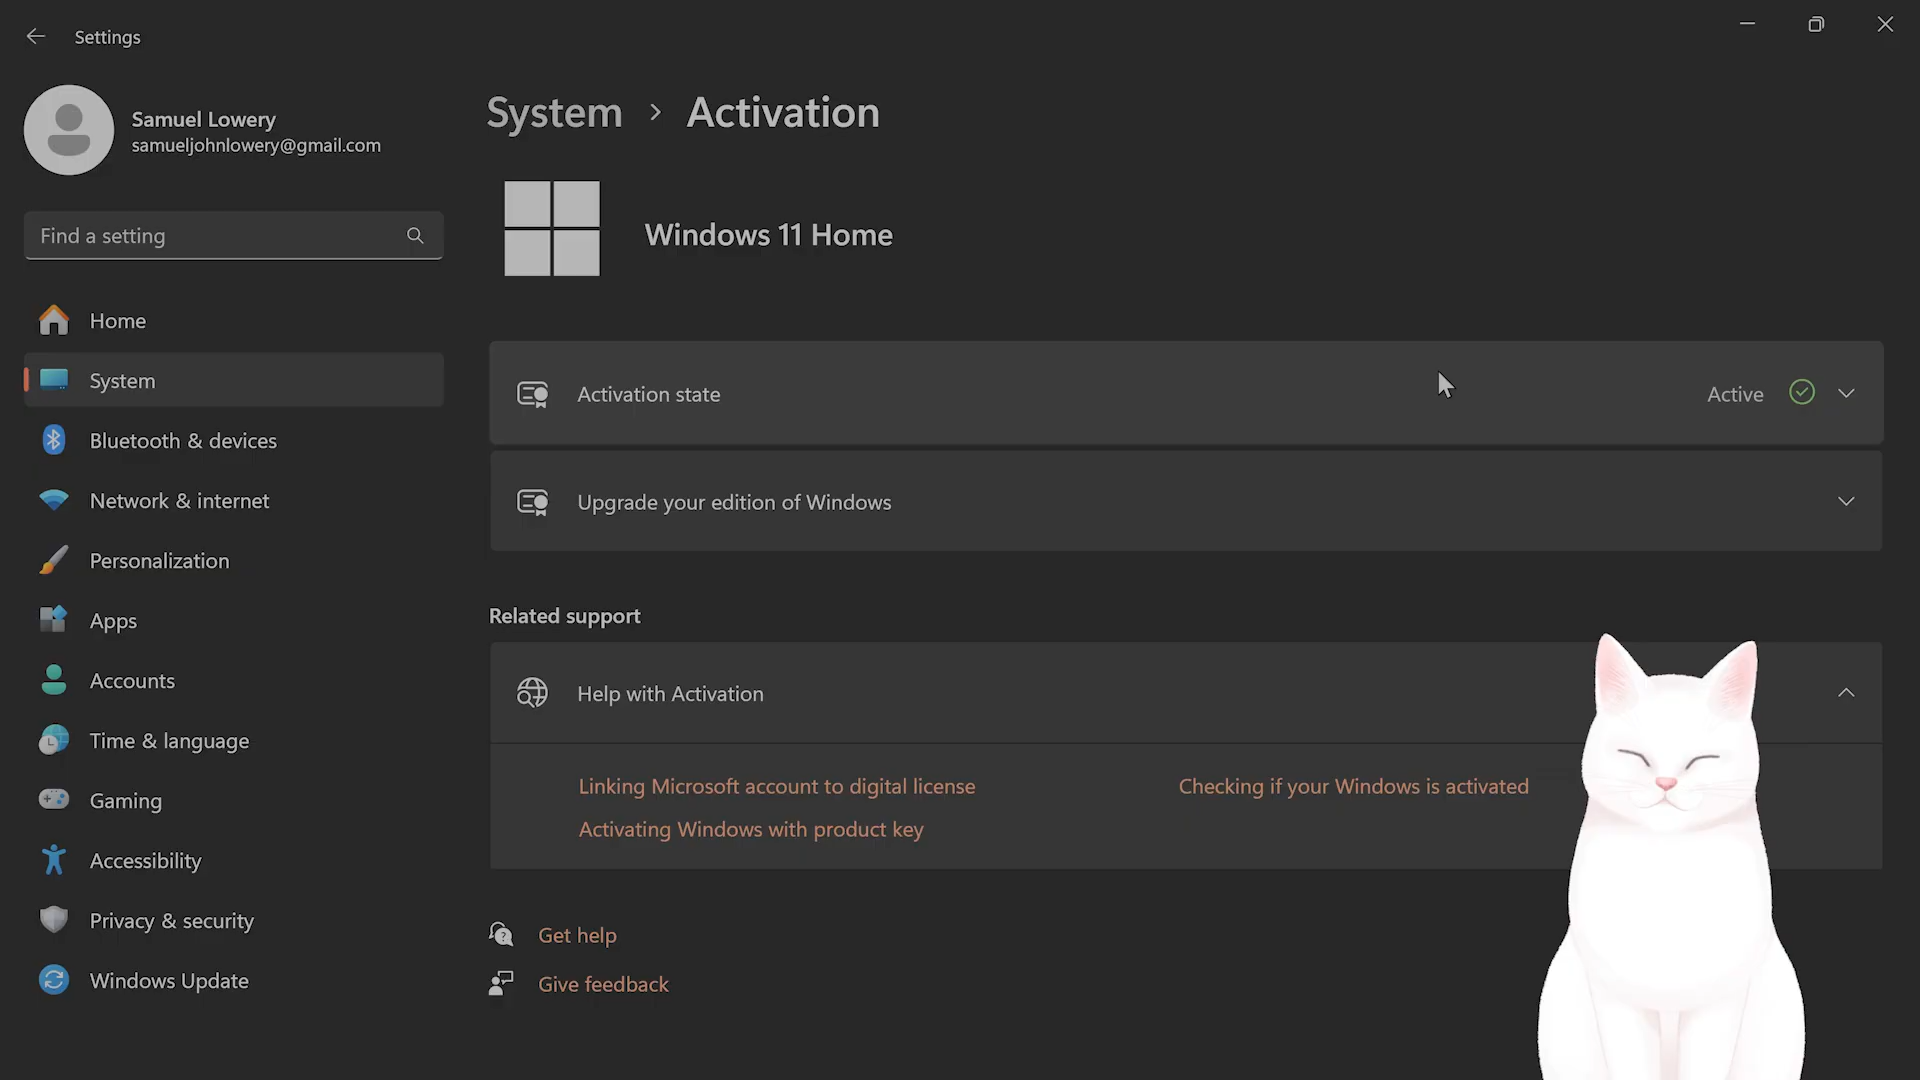 Settings
Samuel Lowery
samueljohnlowery@gmail.com
Find a setting
Home
System
Bluetooth & devices
Network & internet
Personalization
Apps
Accounts
Time & language
Gaming
Accessibility
Privacy & security
Windows Update
System > Activation
Windows 11 Home
Activation state Active
Upgrade your edition of Windows
Related support
Help with Activation
Linking Microsoft account to digital license Checking if your Windows is activated
Activating Windows with product key
Get help
Give feedback